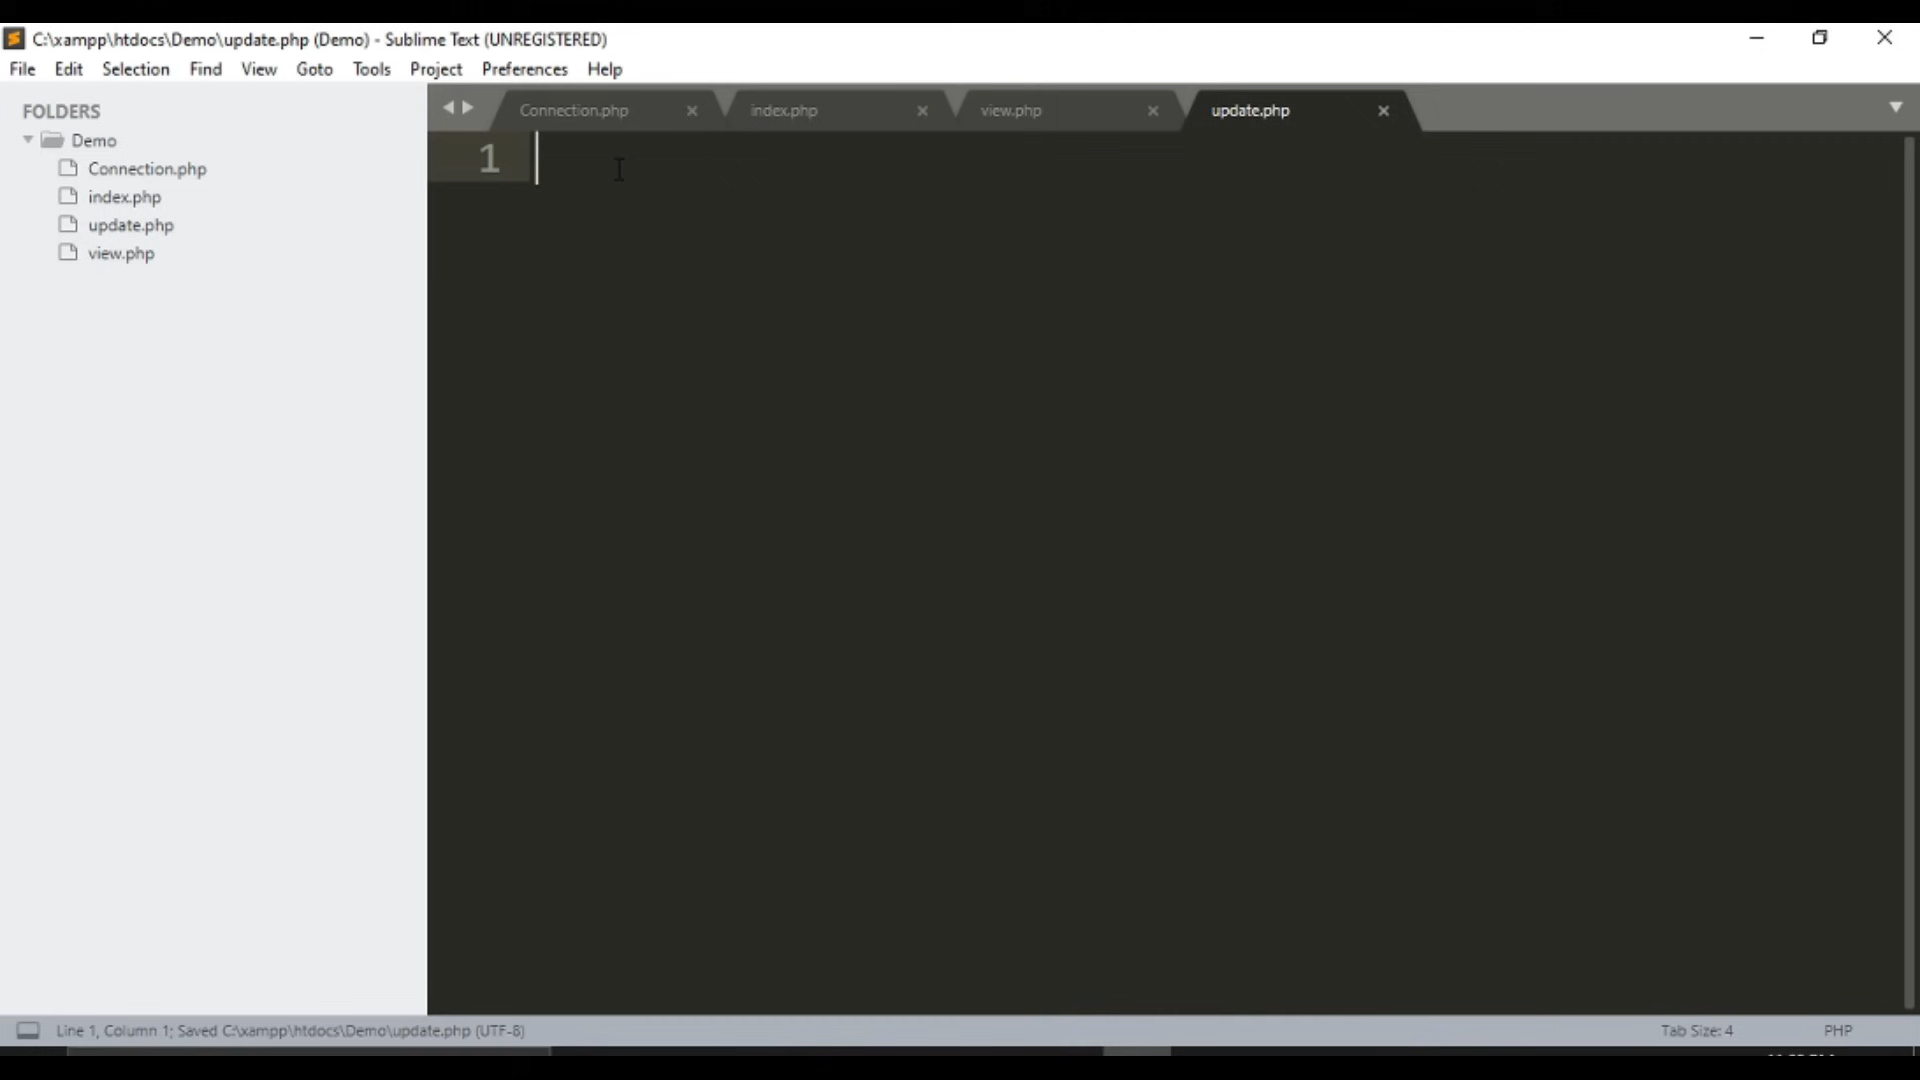 C:\xampp\htdocs\Demo\update.php (Demo) - Sublime Text (UNREGISTERED)
File Edit Selection Find View Goto Tools Project Preferences Help
FOLDERS
Demo
Connection.php
index.php
update.php
view.php
Connection.php index.php view.php update.php
1
Line 1, Column 1; Saved C:\xampp\htdocs\Demo\update.php (UTF-8) Tab Size: 4 PHP